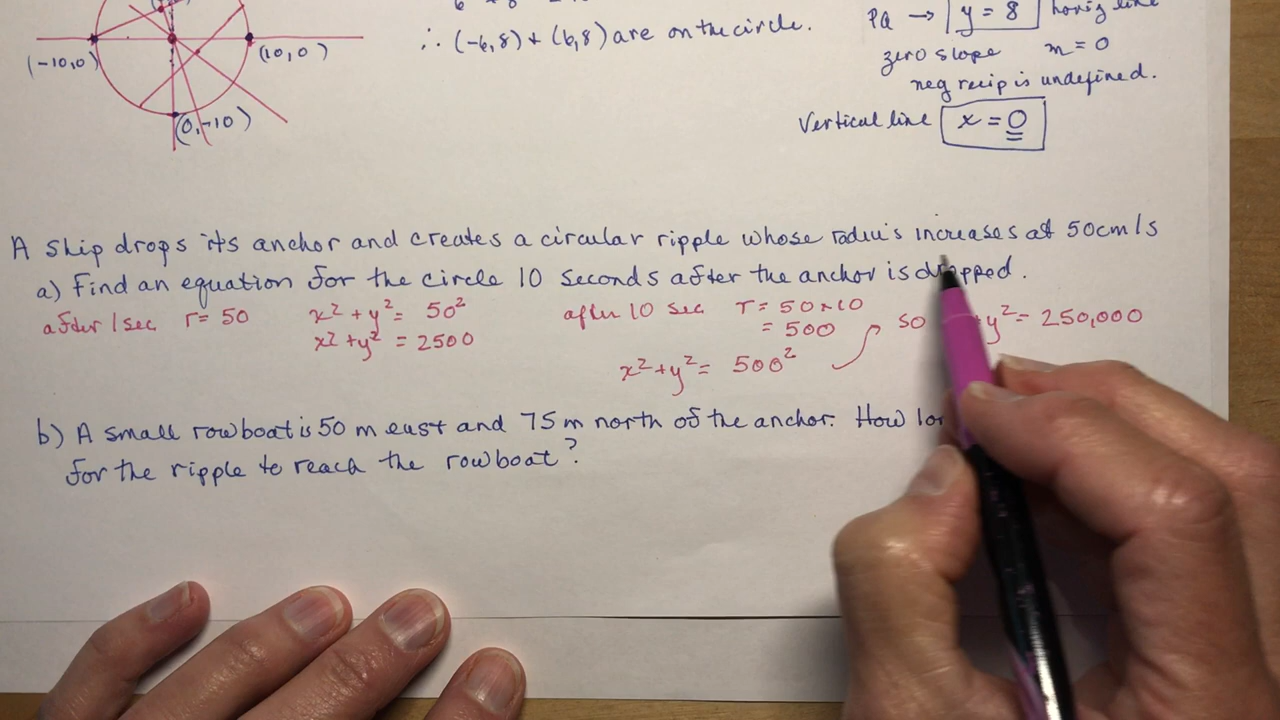 ∴ (-6,8) + (6,8) are on the circle.
PQ → y = 8 horiz line
zero slope m = 0
neg recip is undefined.
Vertical line x = 0
(-10,0) (10,0)
(0,-10)
A ship drops its anchor and creates a circular ripple whose radius increases at 50cm/s
a) Find an equation for the circle 10 seconds after the anchor is dropped.
after 1 sec r = 50 x² + y² = 50²
x² + y² = 2500
after 10 sec r = 50 × 10
= 500
x² + y² = 500²
so y² = 250,000
b) A small rowboat is 50 m east and 75 m north of the anchor. How
for the ripple to reach the rowboat?